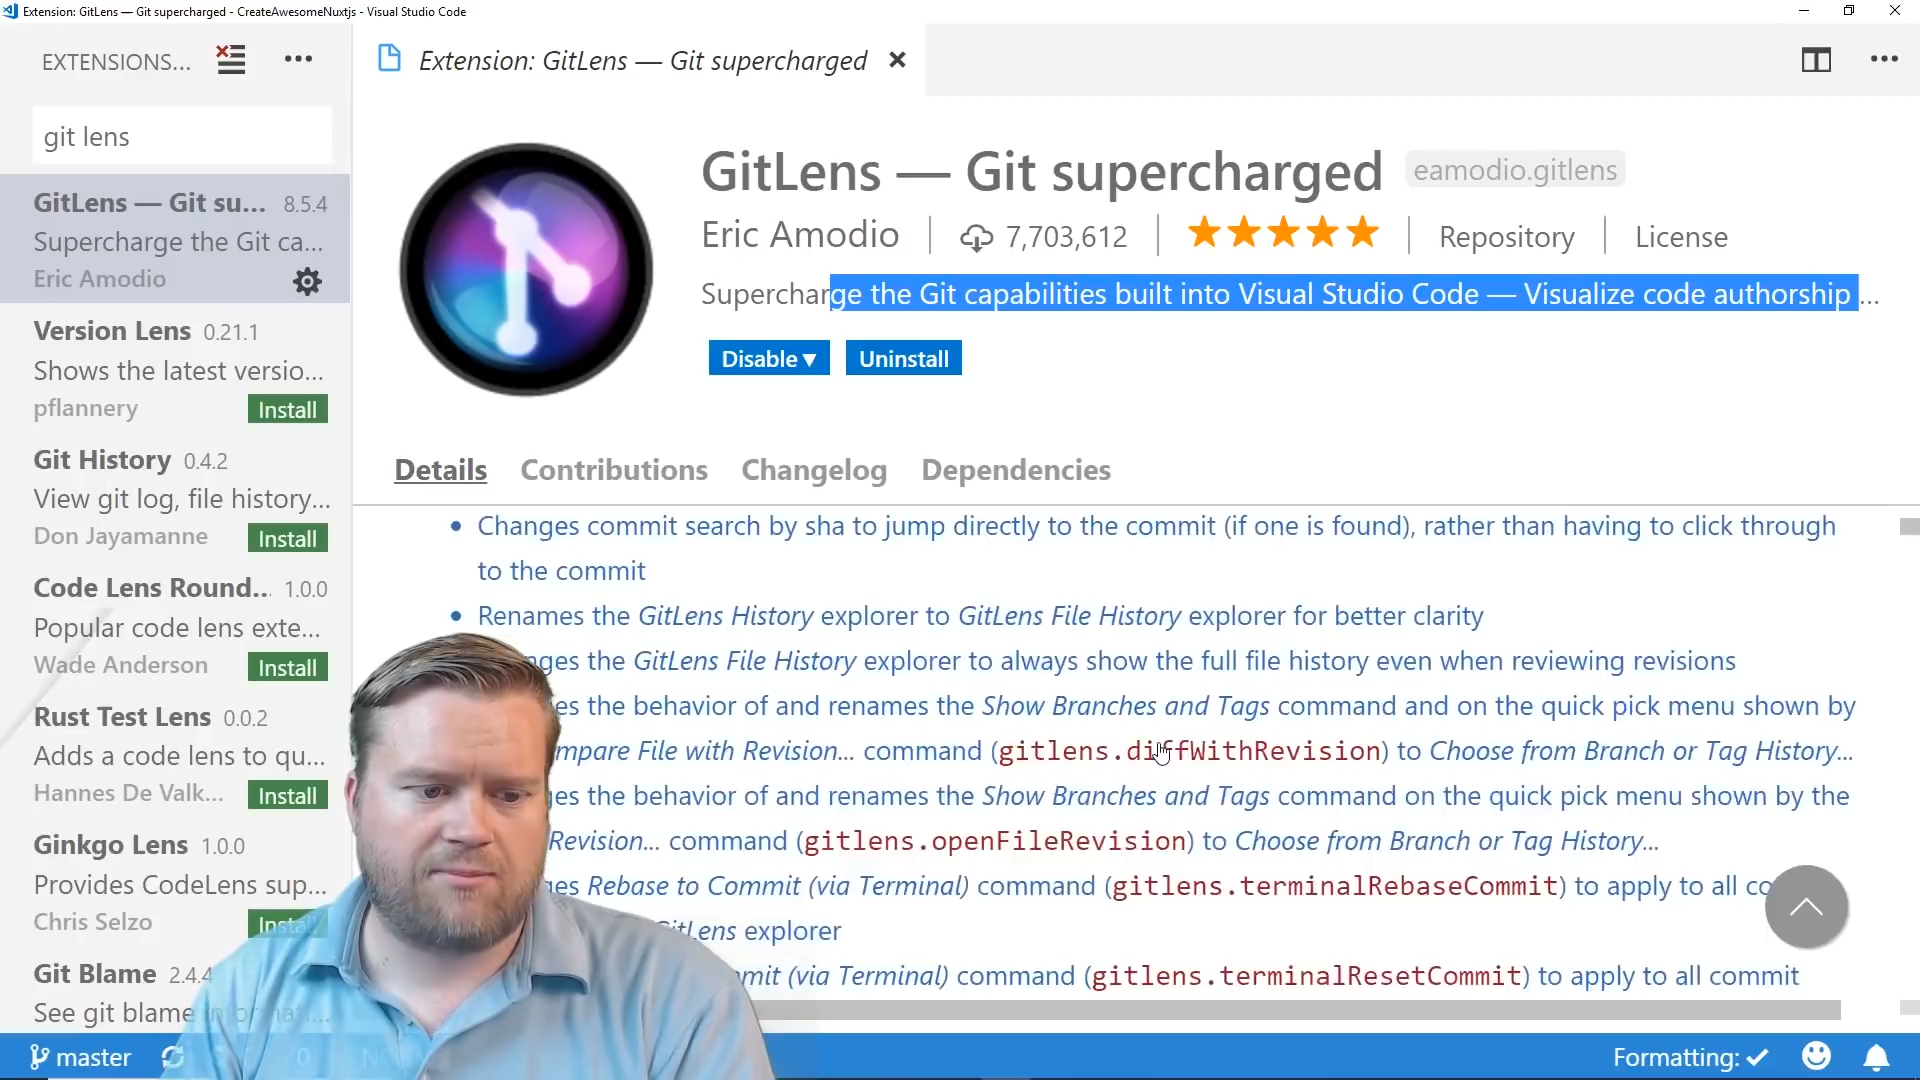 Extension: GitLens — Git supercharged - CreateAwesomeNuxtjs - Visual Studio Code
EXTENSIONS...
Extension: GitLens — Git supercharged
git lens
GitLens — Git su... 8.5.4
Supercharge the Git ca...
Eric Amodio
Version Lens 0.21.1
Shows the latest versio...
pflannery Install
Git History 0.4.2
View git log, file history...
Don Jayamanne Install
Code Lens Round... 1.0.0
Popular code lens exte...
Wade Anderson Install
Rust Test Lens 0.0.2
Adds a code lens to qu...
Hannes De Valk... Install
Ginkgo Lens 1.0.0
Provides CodeLens sup...
Chris Selzo Install
Git Blame 2.4.4
See git blame
GitLens — Git supercharged eamodio.gitlens
Eric Amodio 7,703,612 Repository License
Supercharge the Git capabilities built into Visual Studio Code — Visualize code authorship ...
Disable Uninstall
Details Contributions Changelog Dependencies
Changes commit search by sha to jump directly to the commit (if one is found), rather than having to click through
to the commit
Renames the GitLens History explorer to GitLens File History explorer for better clarity
the GitLens File History explorer to always show the full file history even when reviewing revisions
the behavior of and renames the Show Branches and Tags command and on the quick pick menu shown by
File with Revision... command (gitlens.diffWithRevision) to Choose from Branch or Tag History...
the behavior of and renames the Show Branches and Tags command on the quick pick menu shown by the
Revision... command (gitlens.openFileRevision) to Choose from Branch or Tag History...
Rebase to Commit (via Terminal) command (gitlens.terminalRebaseCommit) to apply to all
GitLens explorer
(via Terminal) command (gitlens.terminalResetCommit) to apply to all commit
master
Formatting: ✓